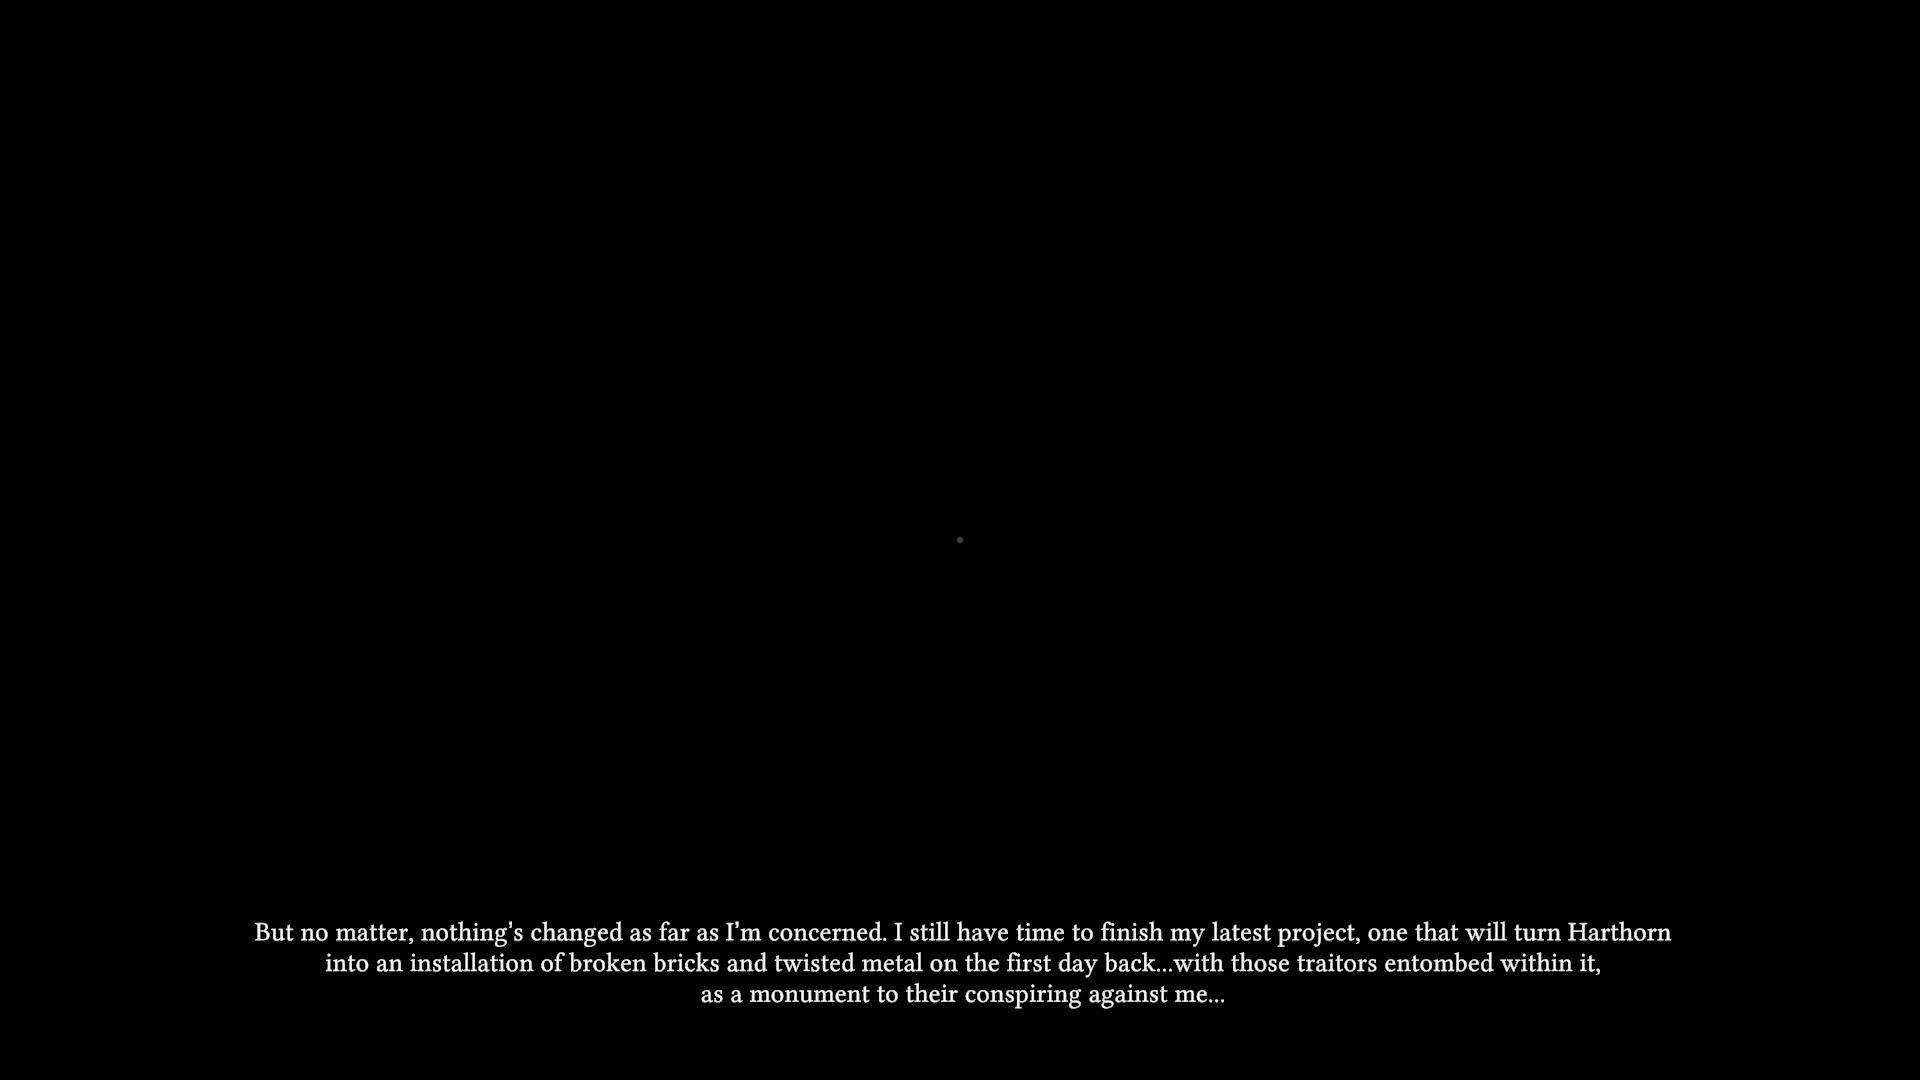 But no matter, nothing's changed as far as I'm concerned. I still have time to finish my latest project, one that will turn Harthorn
into an installation of broken bricks and twisted metal on the first day back...with those traitors entombed within it,
as a monument to their conspiring against me...